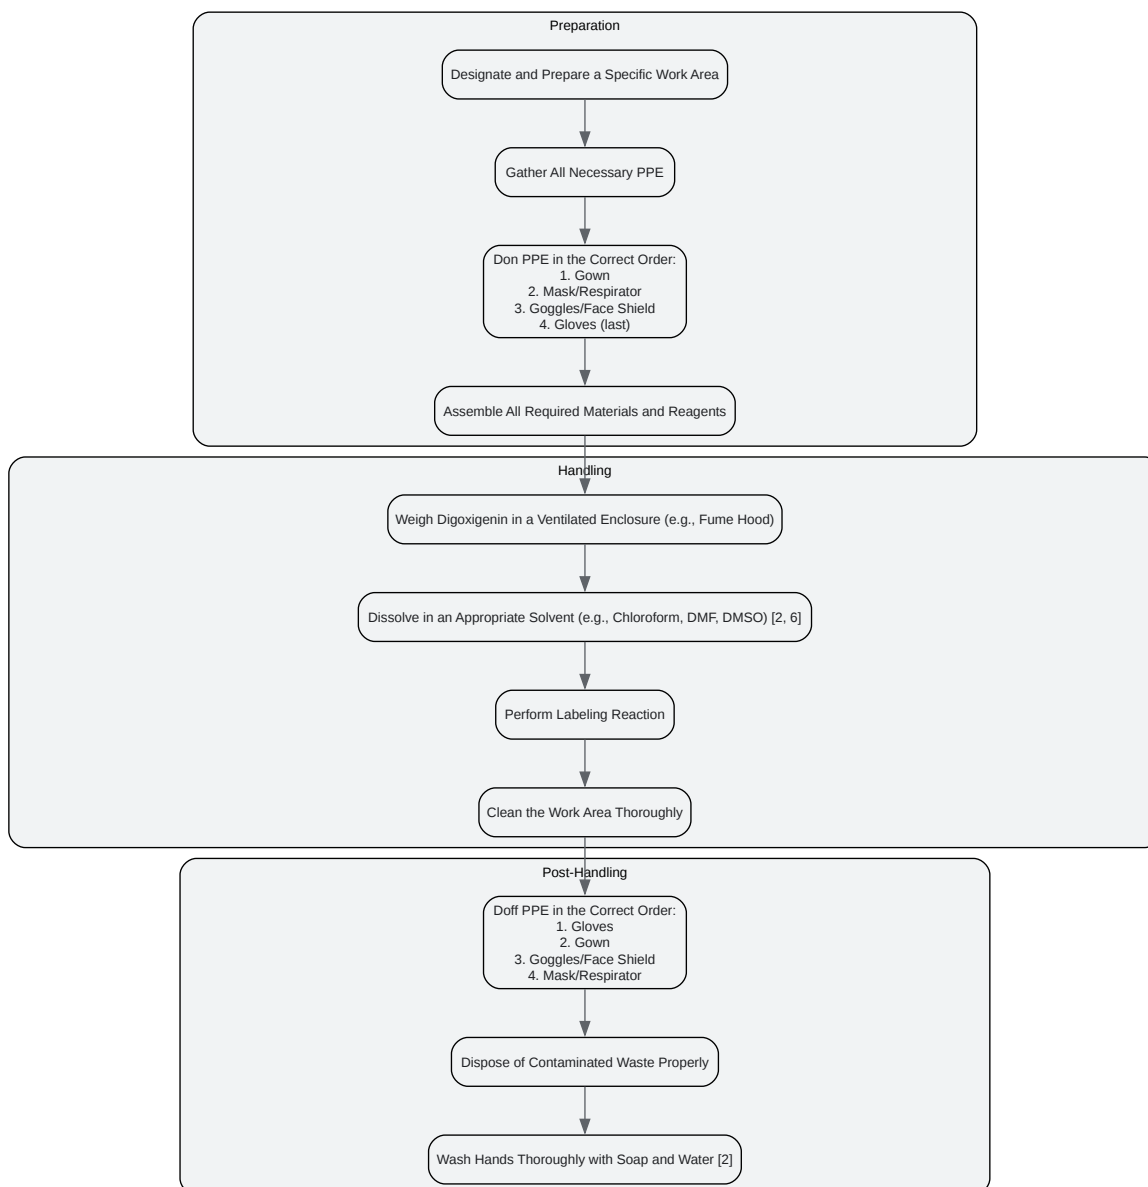 Preparation
Designate and Prepare a Specific Work Area
Gather All Necessary PPE
Don PPE in the Correct Order:
1. Gown
2. Mask/Respirator
3. Goggles/Face Shield
4. Gloves (last)
Assemble All Required Materials and Reagents
Handling
Weigh Digoxigenin in a Ventilated Enclosure (e.g., Fume Hood)
Dissolve in an Appropriate Solvent (e.g., Chloroform, DMF, DMSO) [2, 6]
Perform Labeling Reaction
Clean the Work Area Thoroughly
Post-Handling
Doff PPE in the Correct Order:
1. Gloves
2. Gown
3. Goggles/Face Shield
4. Mask/Respirator
Dispose of Contaminated Waste Properly
Wash Hands Thoroughly with Soap and Water [2]